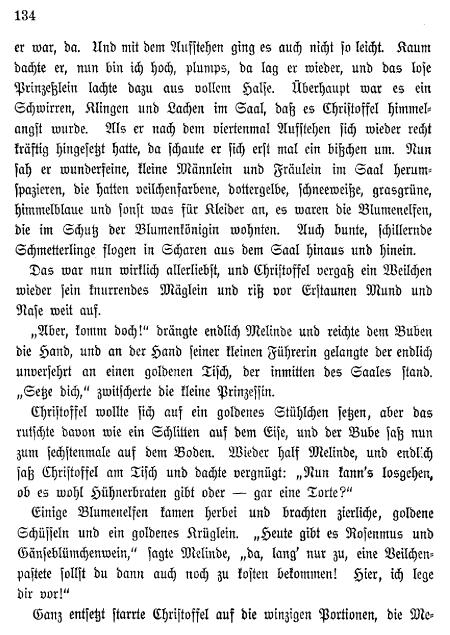 134
er war, da. Und mit dem Aufstehen ging es auch nicht so leicht. Kaum
dachte er, nun bin ich hoch, plumps, da lag er wieder, und das lose
Prinzeßlein lachte dazu aus vollem Halse. Überhaupt war es ein
Schwirren, Klingen und Lachen im Saal, daß es Christoffel himmel-
angst wurde. Als er nach dem viertenmal Aufstehen sich wieder recht
kräftig hingesetzt hatte, da schaute er sich erst mal ein bißchen um. Nun
sah er wunderfeine, kleine Männlein und Fräulein im Saal herum-
spazieren, die hatten veilchenfarbene, dottergelbe, schneeweiße, grasgrüne,
himmelblaue und sonst was für Kleider an, es waren die Blumenelfen,
die im Schutz der Blumenkönigin wohnten. Auch bunte, schillernde
Schmetterlinge flogen in Scharen aus dem Saal hinaus und hinein.
Das war nun wirklich allerliebst, und Christoffel vergaß ein Weilchen
wieder sein knurrendes Mäglein und riß vor Erstaunen Mund und
Nase weit auf.
„Aber, komm doch!“ drängte endlich Melinde und reichte dem Buben
die Hand, und an der Hand seiner kleinen Führerin gelangte der endlich
unversehrt an einen goldenen Tisch, der inmitten des Saales stand.
„Setze dich,“ zwitscherte die kleine Prinzessin.
Christoffel wollte sich auf ein goldenes Stühlchen setzen, aber das
rutschte davon wie ein Schlitten auf dem Eise, und der Bube saß nun
zum sechstenmale auf dem Boden. Wieder half Melinde, und endlich
saß Christoffel am Tisch und dachte vergnügt: „Nun kann's losgehen,
ob es wohl Hühnerbraten gibt oder — gar eine Torte?“
Einige Blumenelfen kamen herbei und brachten zierliche, goldene
Schüsseln und ein goldenes Krüglein. „Heute gibt es Rosenmus und
Gänseblümchenwein,“ sagte Melinde, „da, lang' nur zu, eine Veilchen-
pastete sollst du dann auch noch zu kosten bekommen! Hier, ich lege
dir vor!“
Ganz entsetzt starrte Christoffel auf die winzigen Portionen, die Me-